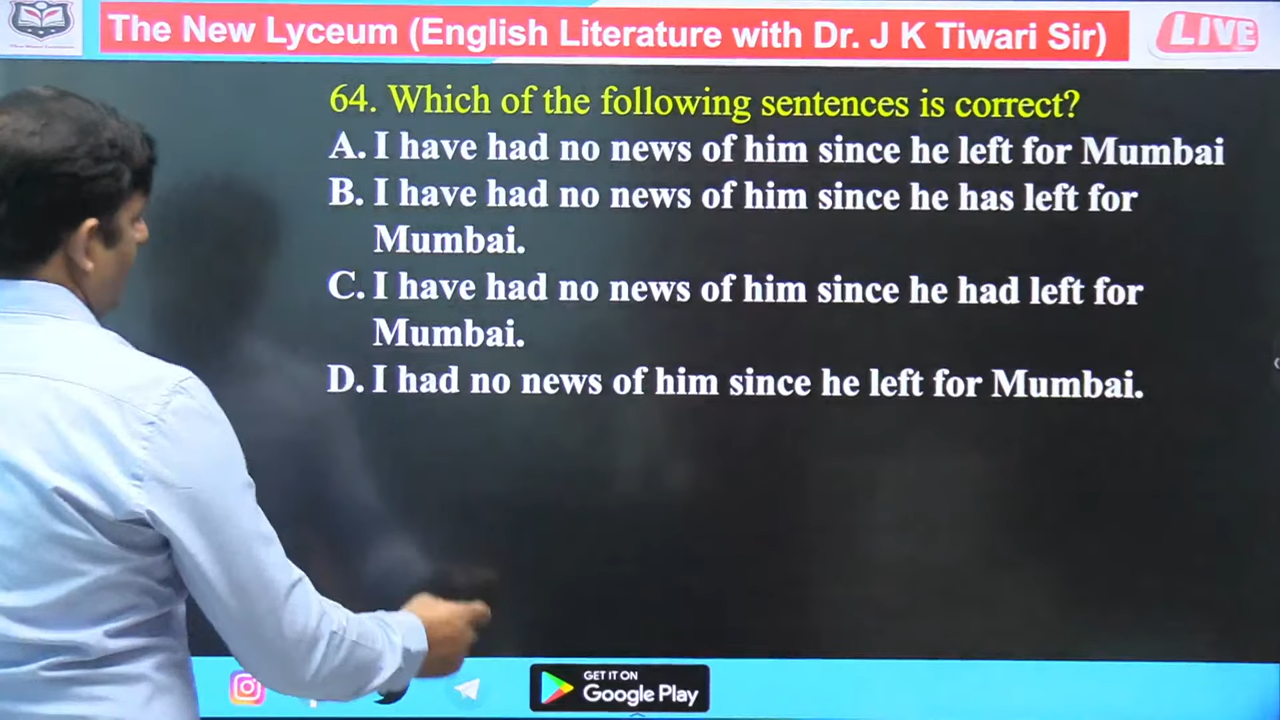 The New Lyceum (English Literature with Dr. J K Tiwari Sir)
LIVE
64. Which of the following sentences is correct?
A. I have had no news of him since he left for Mumbai
B. I have had no news of him since he has left for
Mumbai.
C. I have had no news of him since he had left for
Mumbai.
D. I had no news of him since he left for Mumbai.
GET IT ON
Google Play